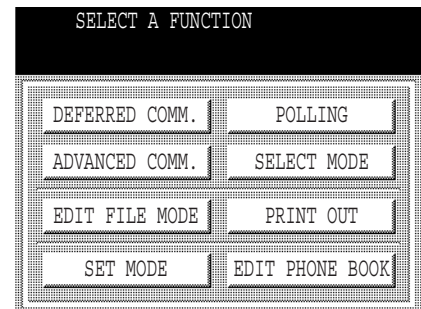 SELECT A FUNCTION
DEFERRED COMM. POLLING
ADVANCED COMM. SELECT MODE
EDIT FILE MODE PRINT OUT
SET MODE EDIT PHONE BOOK